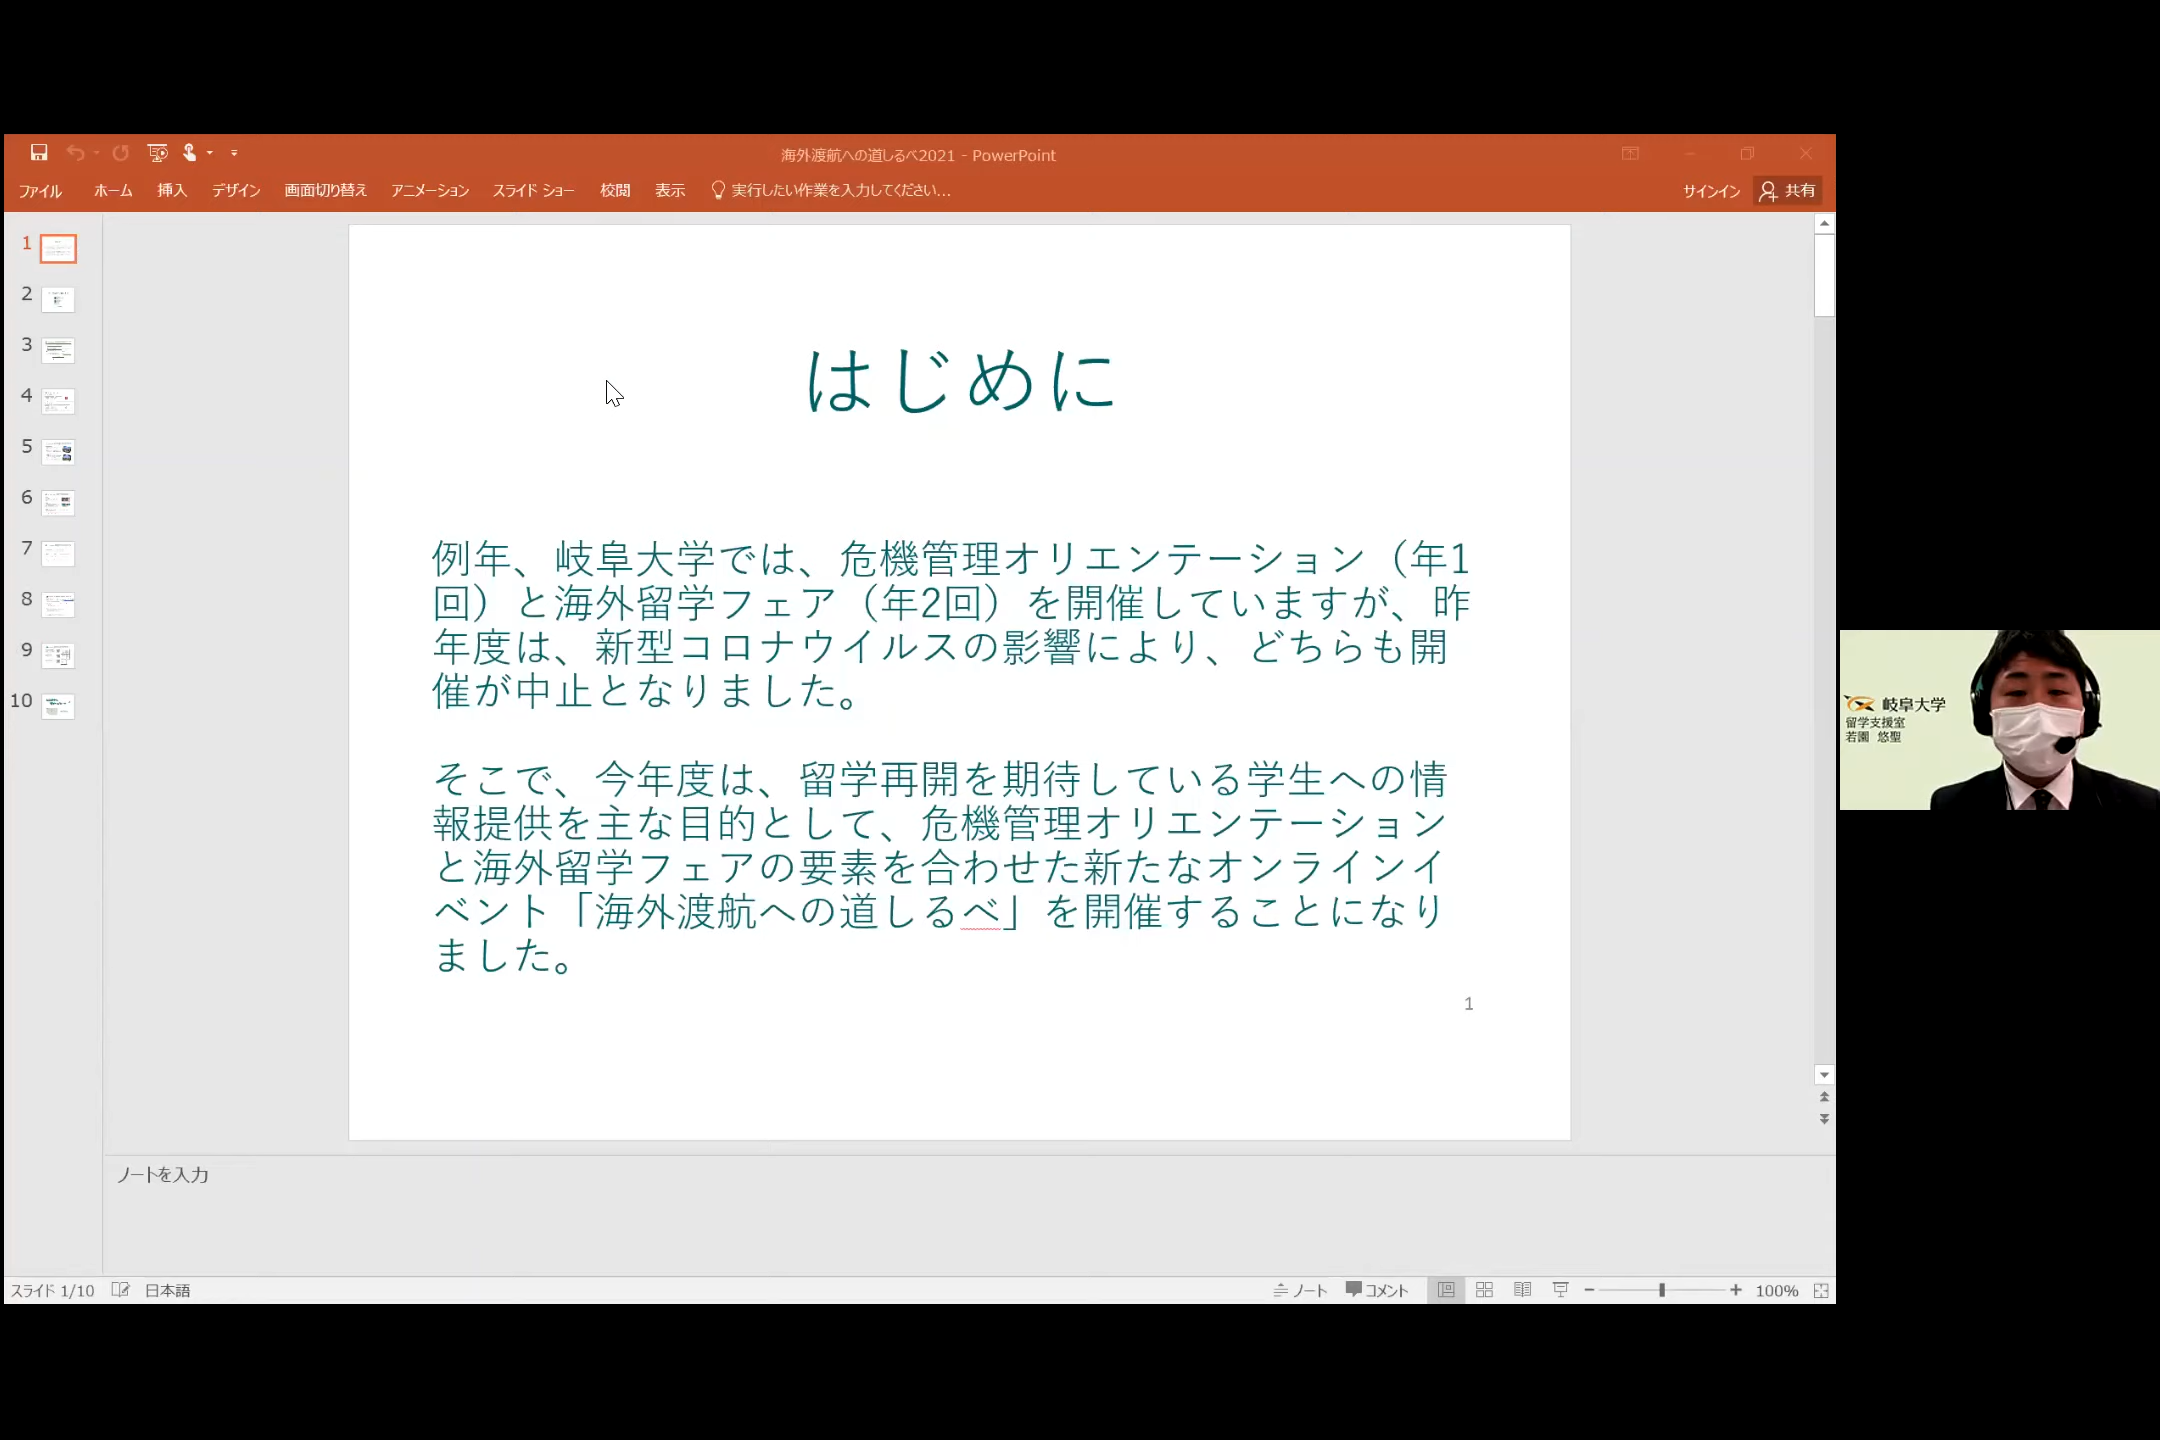 海外渡航への道しるべ2021 - PowerPoint
ファイル ホーム 挿入 デザイン 画面切り替え アニメーション スライド ショー 校閲 表示 実行したい作業を入力してください... サインイン 共有
1
2
3
4
5
6
7
8
9
10
はじめに
例年、岐阜大学では、危機管理オリエンテーション（年1
回）と海外留学フェア（年2回）を開催していますが、昨
年度は、新型コロナウイルスの影響により、どちらも開
催が中止となりました。
そこで、今年度は、留学再開を期待している学生への情
報提供を主な目的として、危機管理オリエンテーション
と海外留学フェアの要素を合わせた新たなオンラインイ
ベント「海外渡航への道しるべ」を開催することになり
ました。
1
岐阜大学
留学支援室
若園 悠聖
ノートを入力
スライド 1/10 日本語 ノート コメント 100%